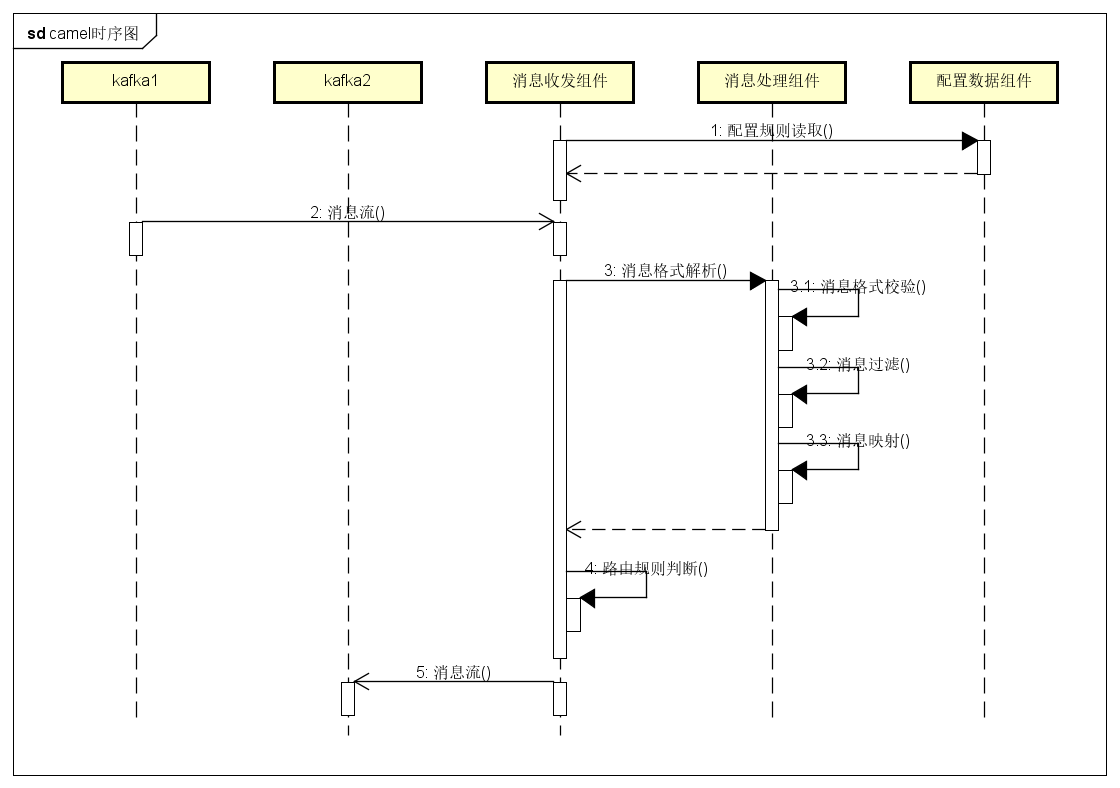 sd camel时序图
kafka1
kafka2
消息收发组件
消息处理组件
配置数据组件
1: 配置规则读取()
2: 消息流()
3: 消息格式解析()
3.1: 消息格式校验()
3.2: 消息过滤()
3.3: 消息映射()
4: 路由规则判断()
5: 消息流()